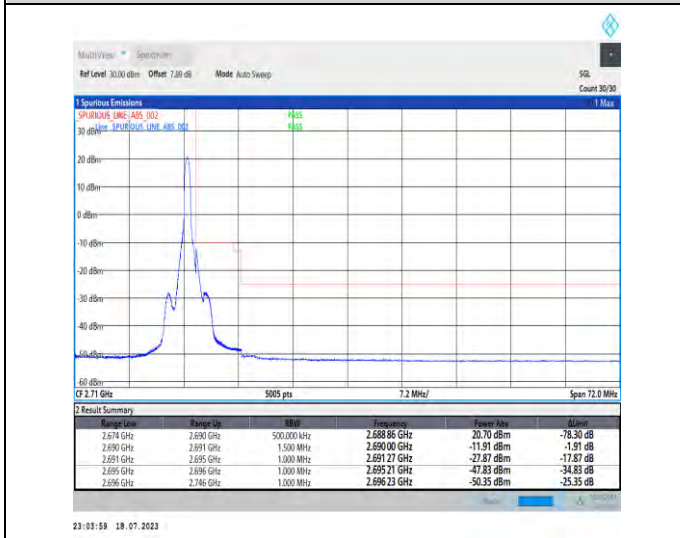 MultiView Spectrum
Ref Level 30.00 dBm Offset 7.89 dB Mode Auto Sweep SGL
Count 30/30
1 Spurious Emissions 1 Max
SPURIOUS_LINE_ABS_002 PASS
Line SPURIOUS_LINE_ABS_002 PASS
30 dBm
20 dBm
10 dBm
0 dBm
-10 dBm
-20 dBm
-30 dBm
-40 dBm
-50 dBm
-60 dBm
CF 2.71 GHz 5005 pts 7.2 MHz/ Span 72.0 MHz
2 Result Summary
Range Low Range Up RBW Frequency Power Abs ΔLimit
2.674 GHz 2.690 GHz 500.000 kHz 2.688 86 GHz 20.70 dBm -78.30 dB
2.690 GHz 2.691 GHz 1.500 MHz 2.690 00 GHz -11.91 dBm -1.91 dB
2.691 GHz 2.695 GHz 1.000 MHz 2.691 27 GHz -27.87 dBm -17.87 dB
2.695 GHz 2.696 GHz 1.000 MHz 2.695 21 GHz -47.83 dBm -34.83 dB
2.696 GHz 2.746 GHz 1.000 MHz 2.696 23 GHz -50.35 dBm -25.35 dB
23:03:59 18.07.2023